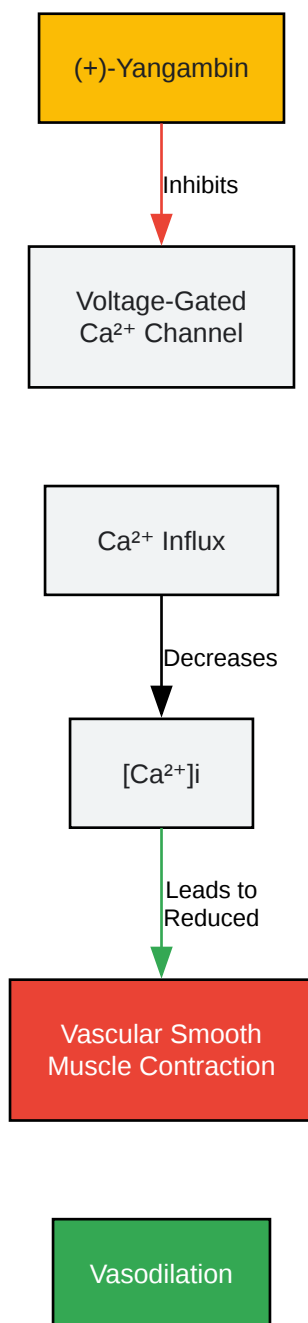 (+)-Yangambin
Inhibits
Voltage-Gated
Ca²⁺ Channel
Ca²⁺ Influx
Decreases
[Ca²⁺]i
Leads to
Reduced
Vascular Smooth
Muscle Contraction
Vasodilation